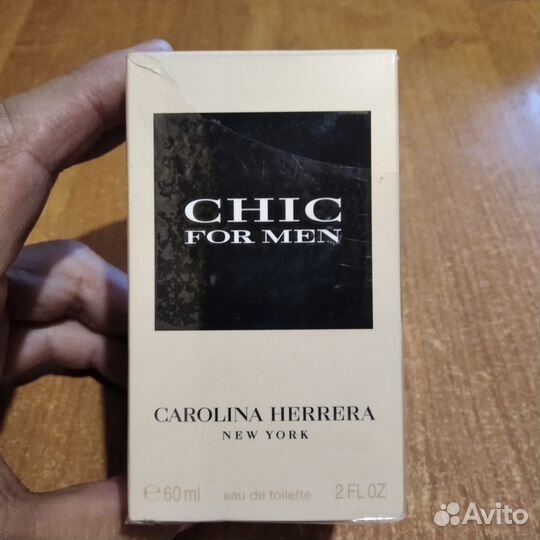 CHIC
FOR MEN
CAROLINA HERRERA
NEW YORK
℮ 60 ml eau de toilette 2 FL OZ
Avito